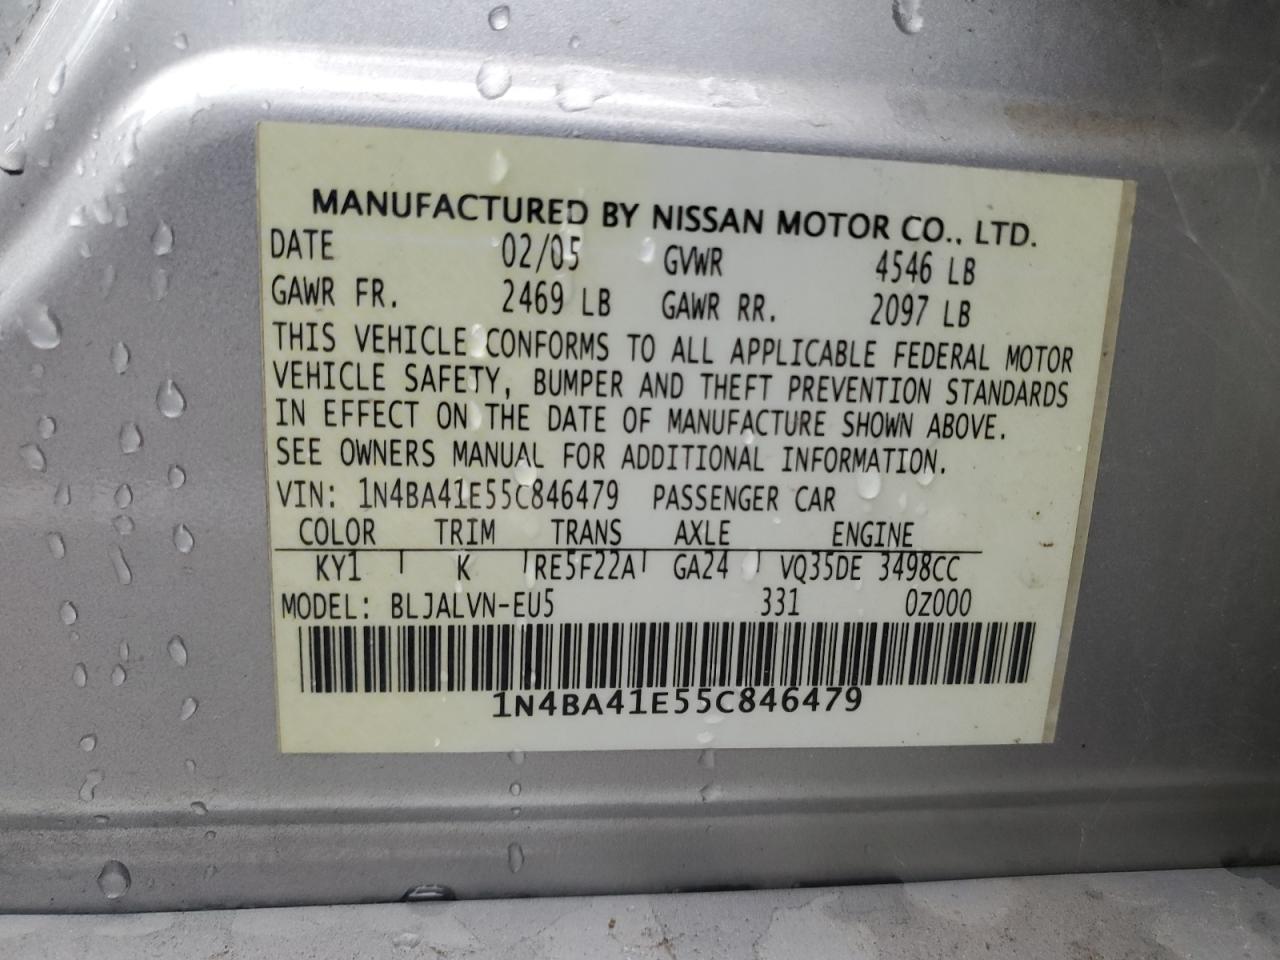 MANUFACTURED BY NISSAN MOTOR CO., LTD.
DATE 02/05 GVWR 4546 LB
GAWR FR. 2469 LB GAWR RR. 2097 LB
THIS VEHICLE CONFORMS TO ALL APPLICABLE FEDERAL MOTOR
VEHICLE SAFETY, BUMPER AND THEFT PREVENTION STANDARDS
IN EFFECT ON THE DATE OF MANUFACTURE SHOWN ABOVE.
SEE OWNERS MANUAL FOR ADDITIONAL INFORMATION.
VIN: 1N4BA41E55C846479 PASSENGER CAR
COLOR TRIM TRANS AXLE ENGINE
KY1 K RE5F22A GA24 VQ35DE 3498CC
MODEL: BLJALVN-EU5 331 0Z000
1N4BA41E55C846479